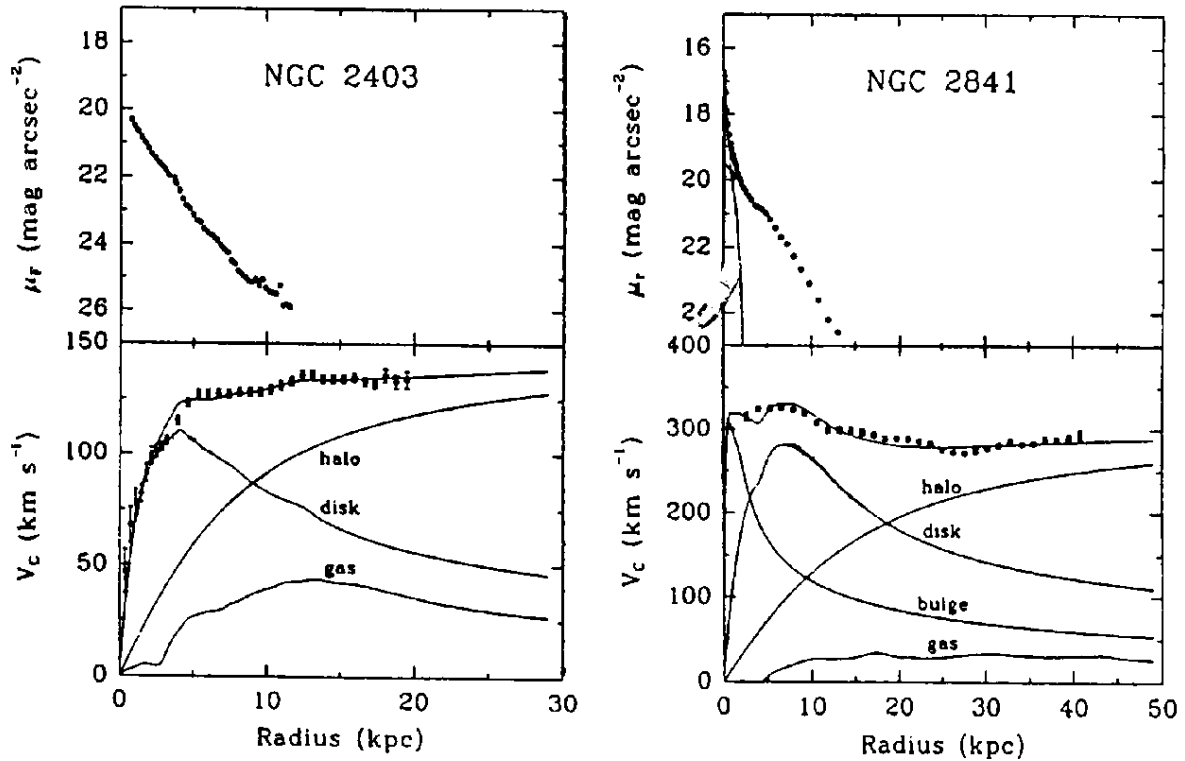 NGC 2403
18
20
22
24
26
μF (mag arcsec⁻²)
150
100
50
0
Vc (km s⁻¹)
halo
disk
gas
0 10 20 30
Radius (kpc)
NGC 2841
16
18
20
22
24
μr (mag arcsec⁻²)
400
300
200
100
0
Vc (km s⁻¹)
halo
disk
bulge
gas
0 10 20 30 40 50
Radius (kpc)